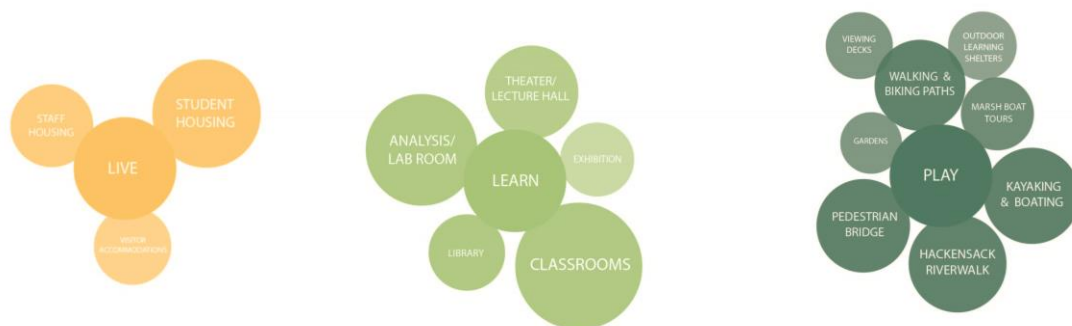 STAFF
HOUSING
STUDENT
HOUSING
LIVE
VISITOR
ACCOMMODATIONS
THEATER/
LECTURE HALL
ANALYSIS/
LAB ROOM
EXHIBITION
LEARN
LIBRARY
CLASSROOMS
VIEWING
DECKS
OUTDOOR
LEARNING
SHELTERS
WALKING &
BIKING PATHS
MARSH BOAT
TOURS
GARDENS
PLAY
KAYAKING
& BOATING
PEDESTRIAN
BRIDGE
HACKENSACK
RIVERWALK